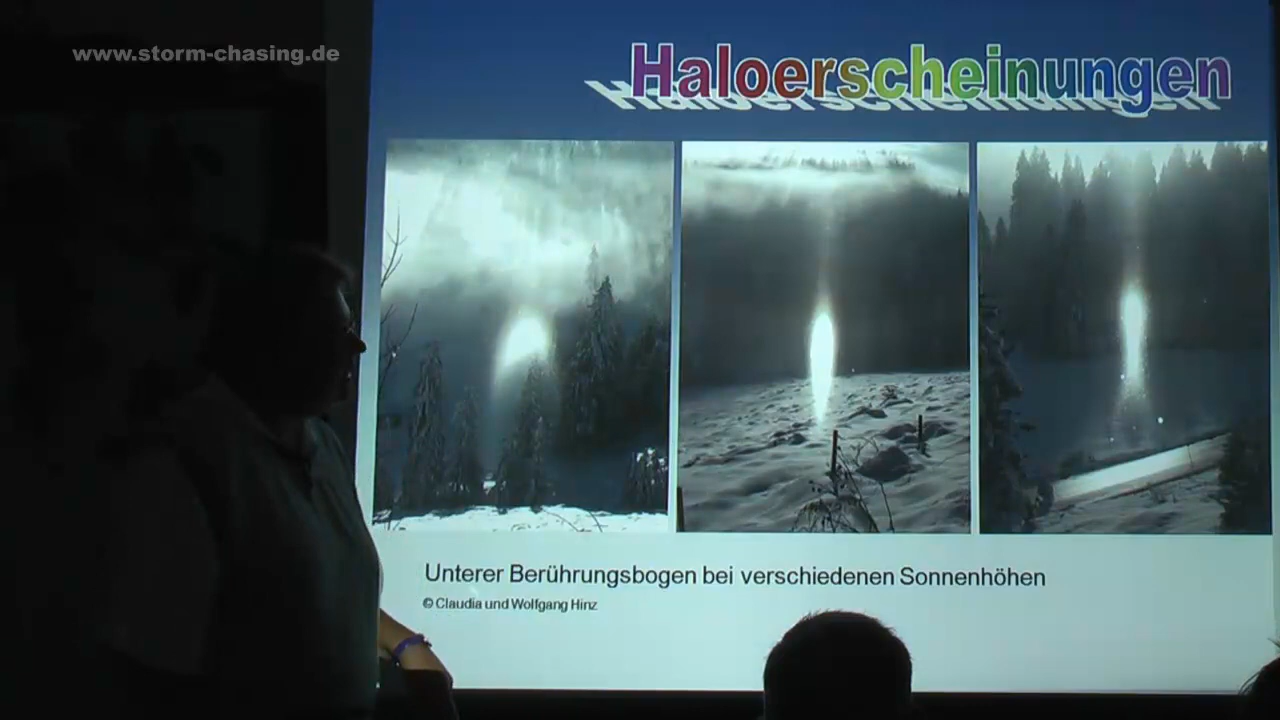 www.storm-chasing.de
Haloerscheinungen
Unterer Berührungsbogen bei verschiedenen Sonnenhöhen
© Claudia und Wolfgang Hinz